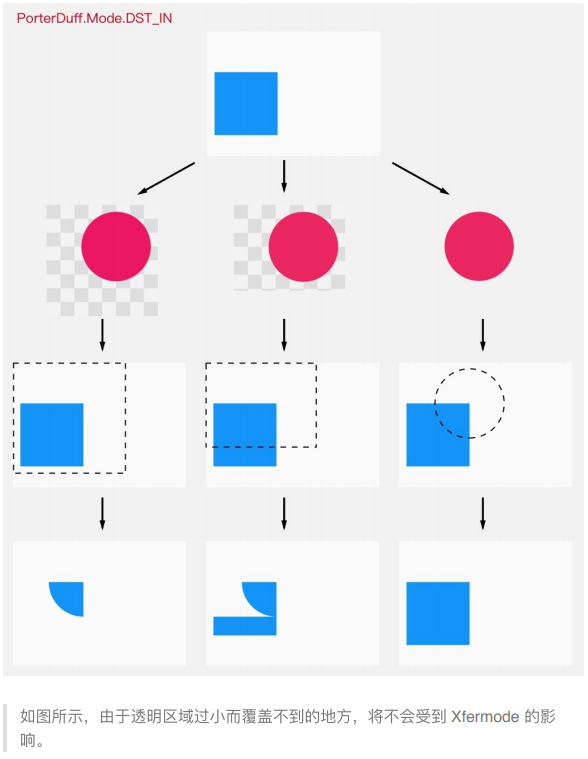 PorterDuff.Mode.DST_IN
如图所示，由于透明区域过小而覆盖不到的地方，将不会受到 Xfermode 的影
响。